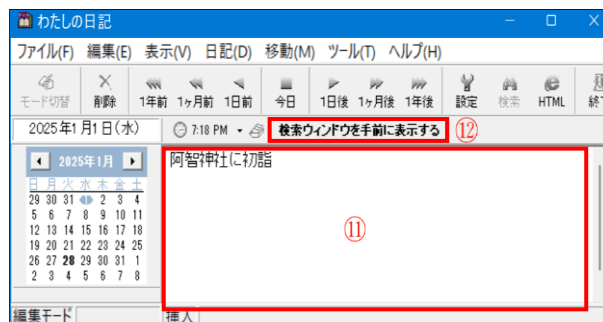 わたしの日記
ファイル(F) 編集(E) 表示(V) 日記(D) 移動(M) ツール(T) ヘルプ(H)
モード切替 削除 1年前 1ヶ月前 1日前 今日 1日後 1ヶ月後 1年後 設定 検索 HTML 終
2025年1月1日(水) 7:18 PM 検索ウィンドウを手前に表示する ⑫
2025年1月
日 月 火 水 木 金 土
29 30 31 2 3 4
5 6 7 8 9 10 11
12 13 14 15 16 17 18
19 20 21 22 23 24 25
26 27 28 29 30 31 1
2 3 4 5 6 7 8
阿智神社に初詣
⑪
編集モード 挿入